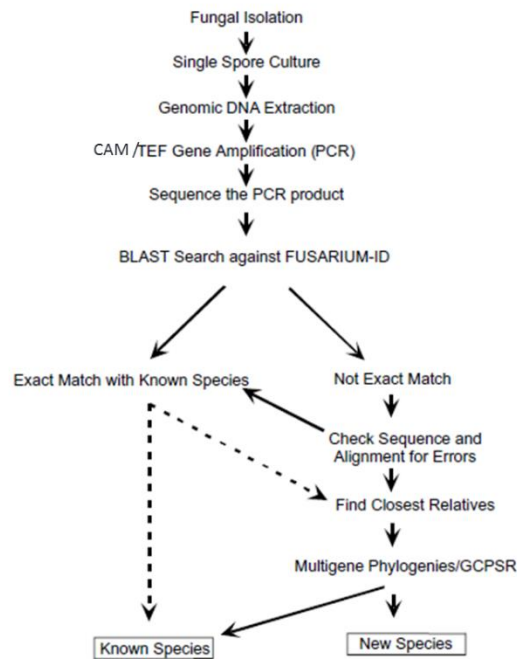 Fungal Isolation
Single Spore Culture
Genomic DNA Extraction
CAM /TEF Gene Amplification (PCR)
Sequence the PCR product
BLAST Search against FUSARIUM-ID
Exact Match with Known Species
Not Exact Match
Check Sequence and
Alignment for Errors
Find Closest Relatives
Multigene Phylogenies/GCPSR
Known Species
New Species